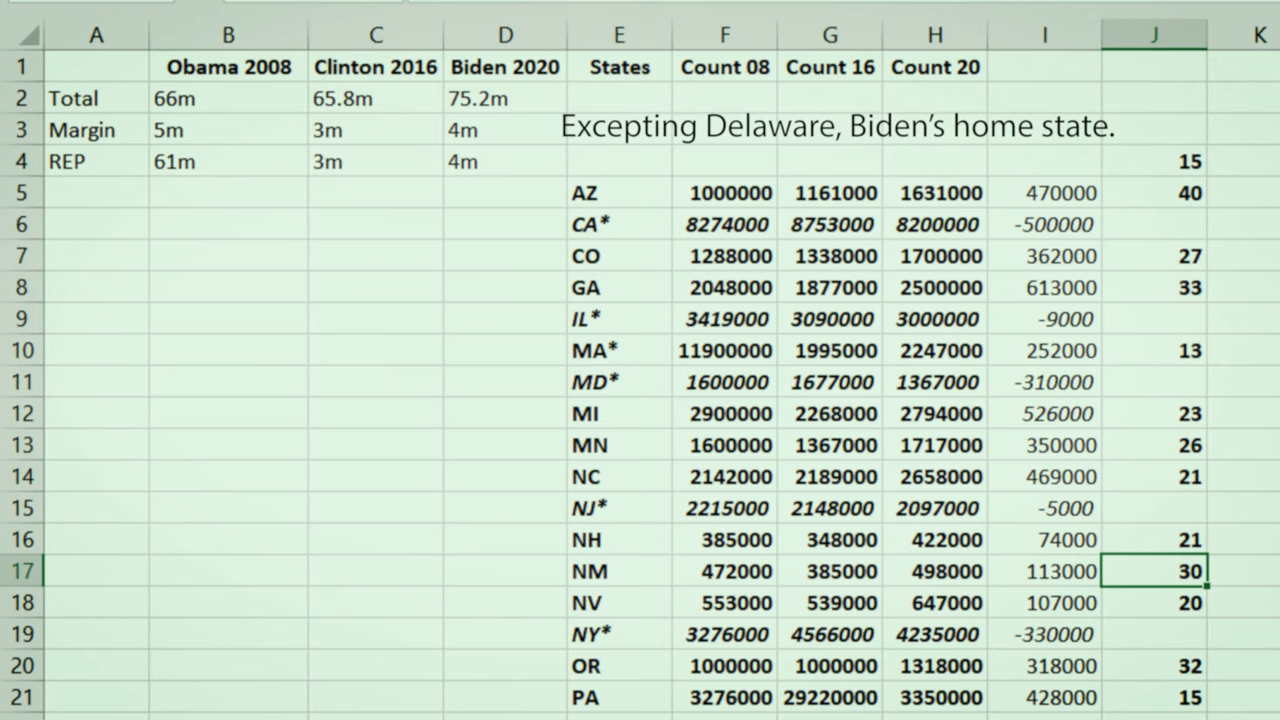 A B C D E F G H I J K
1 Obama 2008 Clinton 2016 Biden 2020 States Count 08 Count 16 Count 20
2 Total 66m 65.8m 75.2m
3 Margin 5m 3m 4m Excepting Delaware, Biden’s home state.
4 REP 61m 3m 4m 15
5 AZ 1000000 1161000 1631000 470000 40
6 CA* 8274000 8753000 8200000 -500000
7 CO 1288000 1338000 1700000 362000 27
8 GA 2048000 1877000 2500000 613000 33
9 IL* 3419000 3090000 3000000 -9000
10 MA* 11900000 1995000 2247000 252000 13
11 MD* 1600000 1677000 1367000 -310000
12 MI 2900000 2268000 2794000 526000 23
13 MN 1600000 1367000 1717000 350000 26
14 NC 2142000 2189000 2658000 469000 21
15 NJ* 2215000 2148000 2097000 -5000
16 NH 385000 348000 422000 74000 21
17 NM 472000 385000 498000 113000 30
18 NV 553000 539000 647000 107000 20
19 NY* 3276000 4566000 4235000 -330000
20 OR 1000000 1000000 1318000 318000 32
21 PA 3276000 29220000 3350000 428000 15